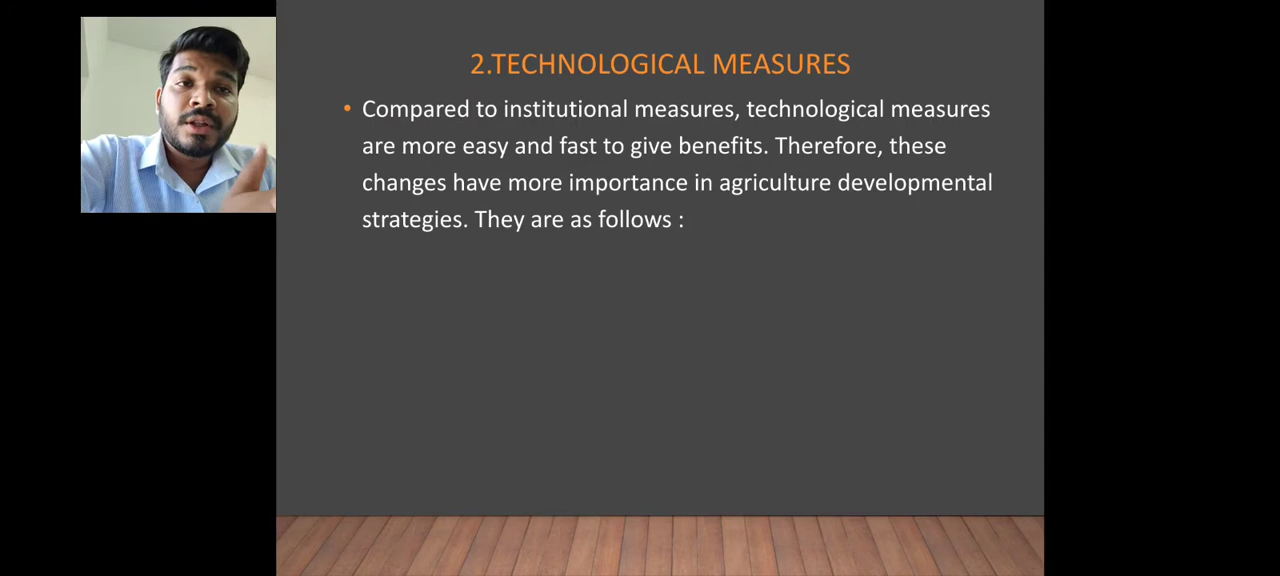 2.TECHNOLOGICAL MEASURES
• Compared to institutional measures, technological measures
are more easy and fast to give benefits. Therefore, these
changes have more importance in agriculture developmental
strategies. They are as follows :